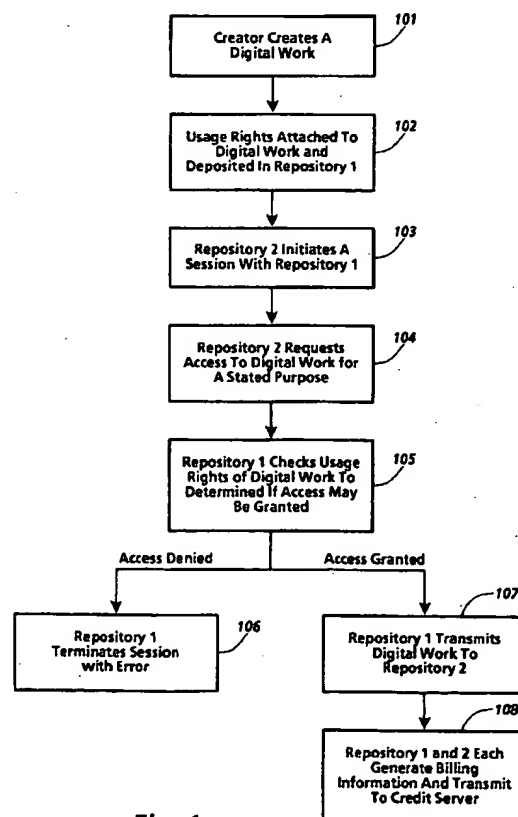 101
Creator Creates A
Digital Work
102
Usage Rights Attached To
Digital Work and
Deposited In Repository 1
103
Repository 2 Initiates A
Session With Repository 1
104
Repository 2 Requests
Access To Digital Work for
A Stated Purpose
105
Repository 1 Checks Usage
Rights of Digital Work To
Determined If Access May
Be Granted
Access Denied
Access Granted
106
Repository 1
Terminates Session
with Error
107
Repository 1 Transmits
Digital Work To
Repository 2
108
Repository 1 and 2 Each
Generate Billing
Information And Transmit
To Credit Server